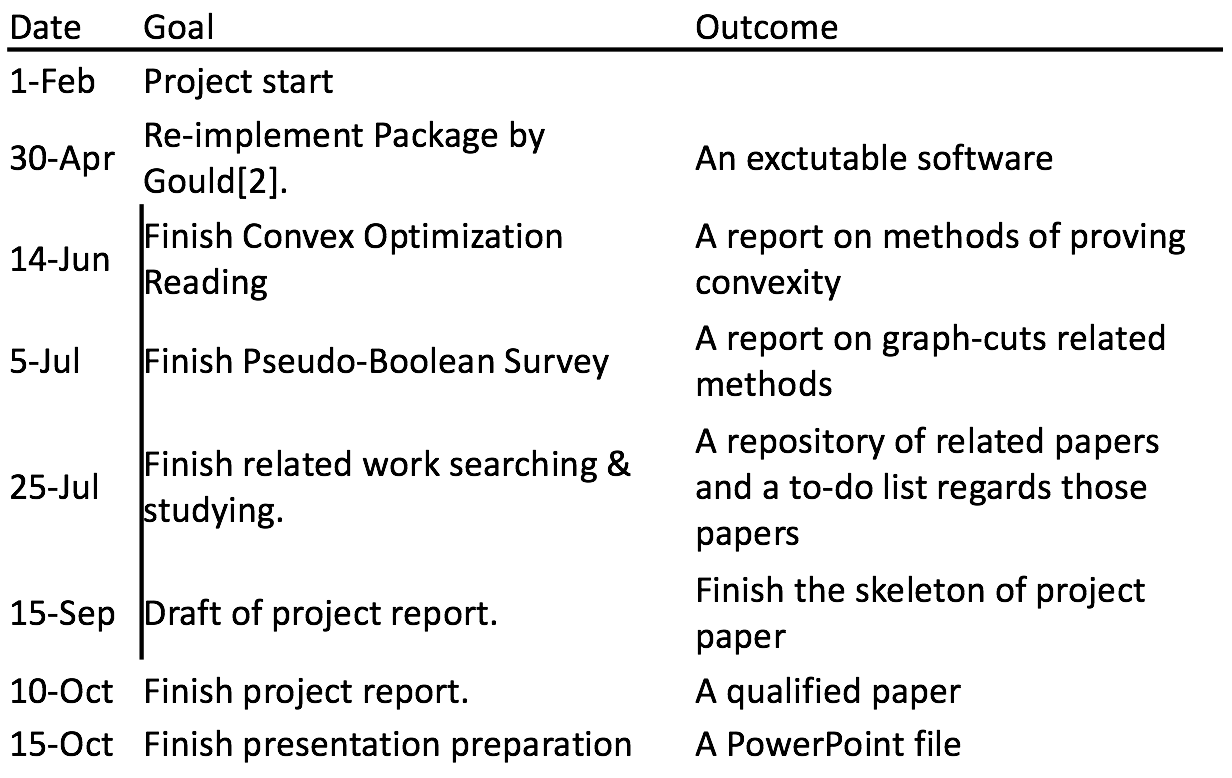 Date Goal Outcome
1-Feb Project start
30-Apr Re-implement Package by
Gould[2]. An exctutable software
14-Jun Finish Convex Optimization
Reading A report on methods of proving
convexity
5-Jul Finish Pseudo-Boolean Survey A report on graph-cuts related
methods
25-Jul Finish related work searching &
studying. A repository of related papers
and a to-do list regards those
papers
15-Sep Draft of project report. Finish the skeleton of project
paper
10-Oct Finish project report. A qualified paper
15-Oct Finish presentation preparation A PowerPoint file